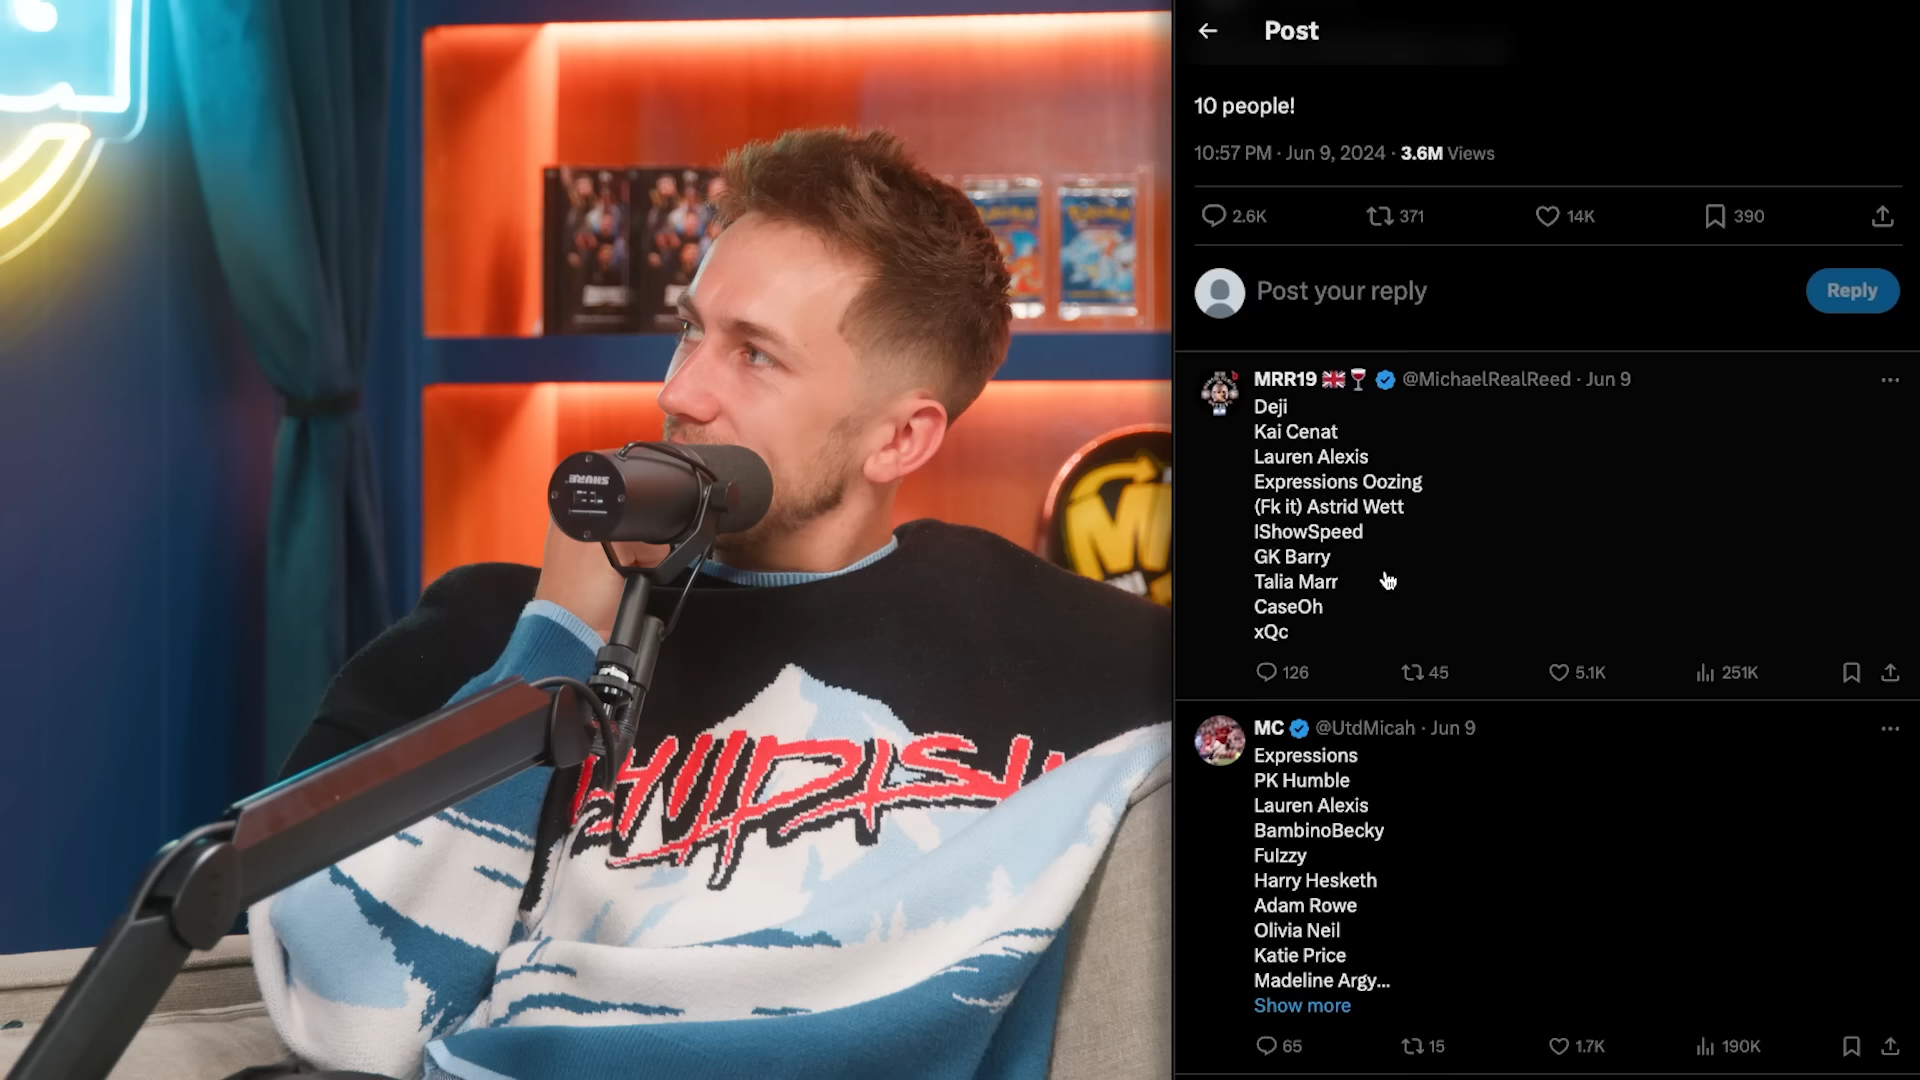 Post
10 people!
10:57 PM · Jun 9, 2024 · 3.6M Views
2.6K 371 14K 390
Post your reply
Reply
MRR19 @MichaelRealReed · Jun 9
Deji
Kai Cenat
Lauren Alexis
Expressions Oozing
(Fk it) Astrid Wett
IShowSpeed
GK Barry
Talia Marr
CaseOh
xQc
126 45 5.1K 251K
MC @UtdMicah · Jun 9
Expressions
PK Humble
Lauren Alexis
BambinoBecky
Fulzzy
Harry Hesketh
Adam Rowe
Olivia Neil
Katie Price
Madeline Argy...
Show more
65 15 1.7K 190K
SHURE
Pokémon